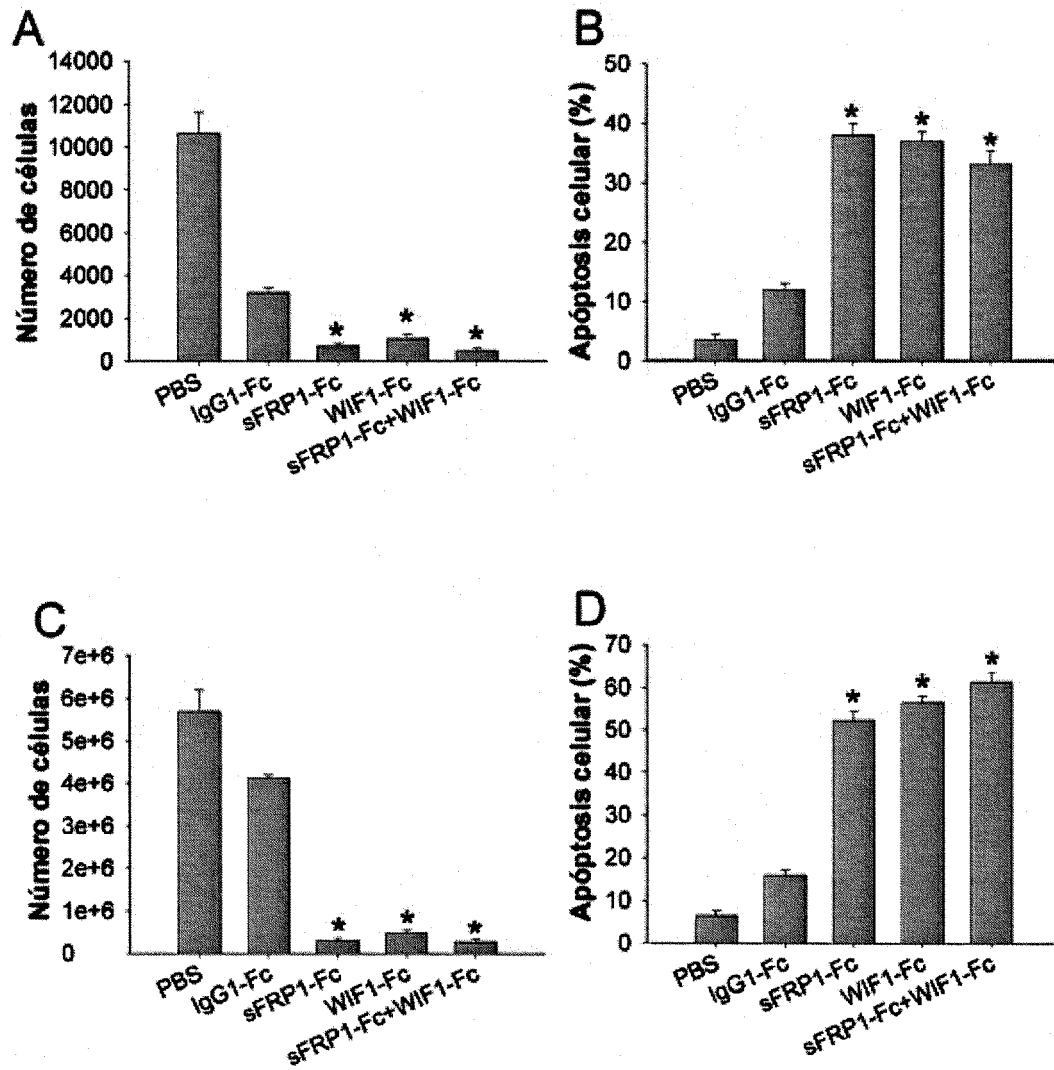 A
Número de células
14000
12000
10000
8000
6000
4000
2000
0
* * *
PBS
IgG1-Fc
sFRP1-Fc
WIF1-Fc
sFRP1-Fc+WIF1-Fc
B
Apóptosis celular (%)
50
40
30
20
10
0
* * *
PBS
IgG1-Fc
sFRP1-Fc
WIF1-Fc
sFRP1-Fc+WIF1-Fc
C
Número de células
7e+6
6e+6
5e+6
4e+6
3e+6
2e+6
1e+6
0
* * *
PBS
IgG1-Fc
sFRP1-Fc
WIF1-Fc
sFRP1-Fc+WIF1-Fc
D
Apóptosis celular (%)
70
60
50
40
30
20
10
0
* * *
PBS
IgG1-Fc
sFRP1-Fc
WIF1-Fc
sFRP1-Fc+WIF1-Fc